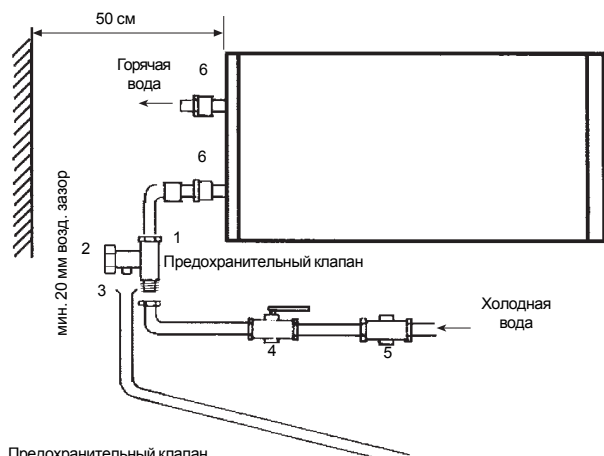 50 см
Горячая
вода
6
6
1
2
Предохранительный клапан
мин. 20 мм возд. зазор
3
4
5
Холодная
вода
Предохранительный клапан